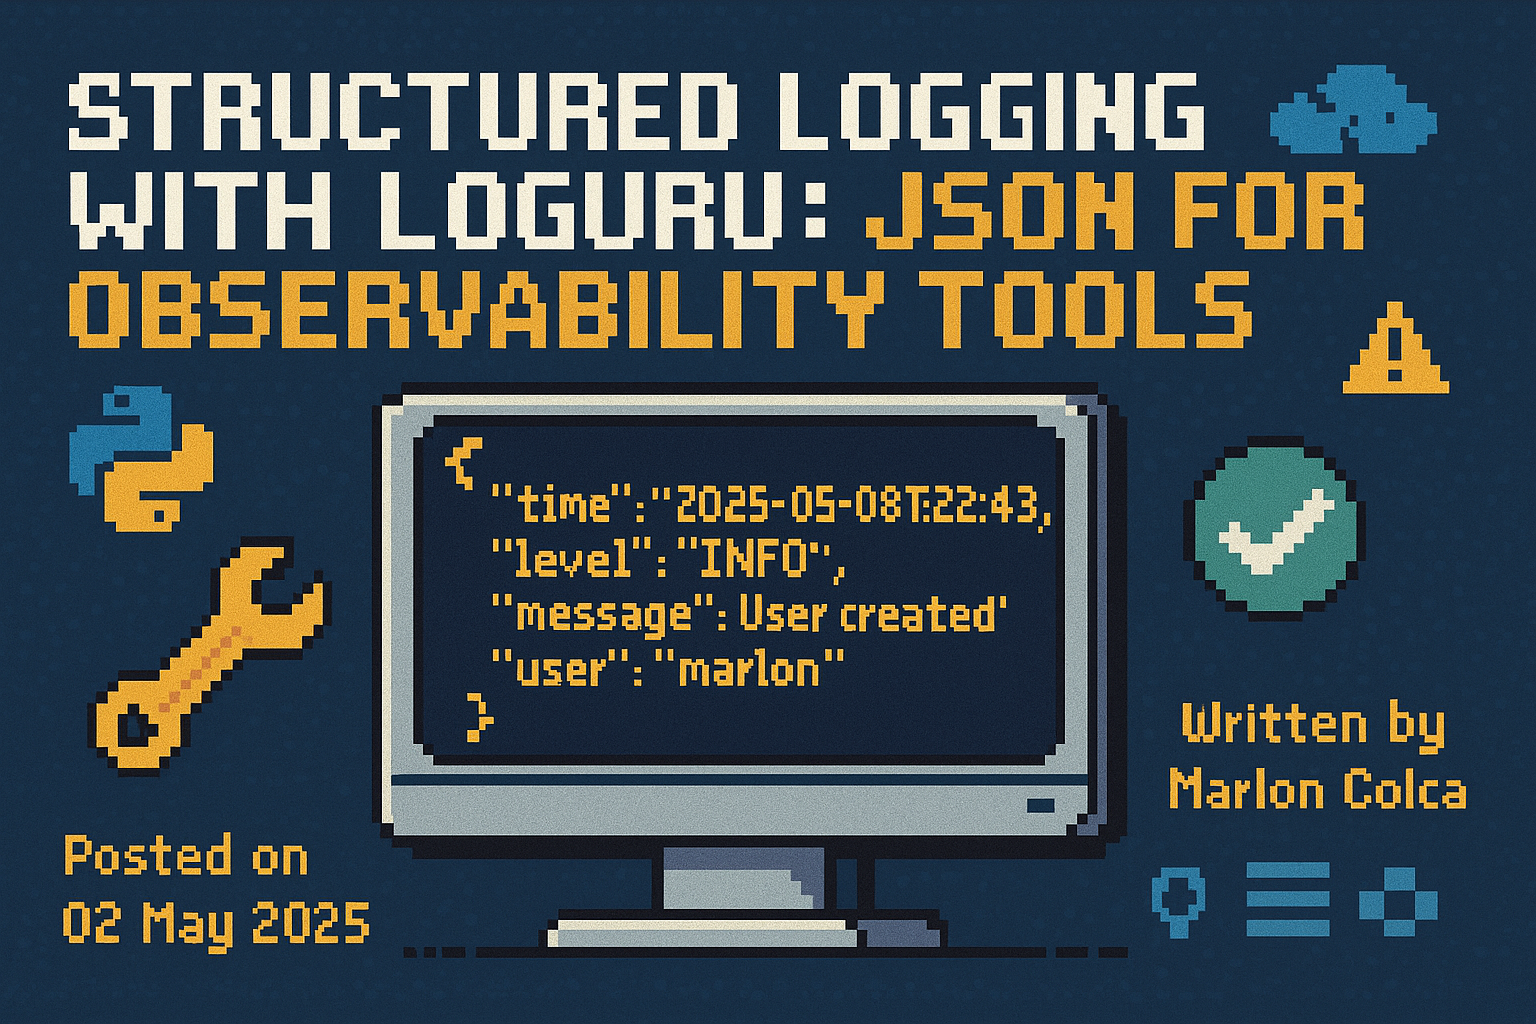 STRUCTURED LOGGING
WITH LOGURU: JSON FOR
OBSERVABILITY TOOLS
{
"time":"2025-05-08T:22:43,
"level": "INFO",
"message": User created'
"user": "marlon"
}
Written by
Marlon Colca
Posted on
02 May 2025